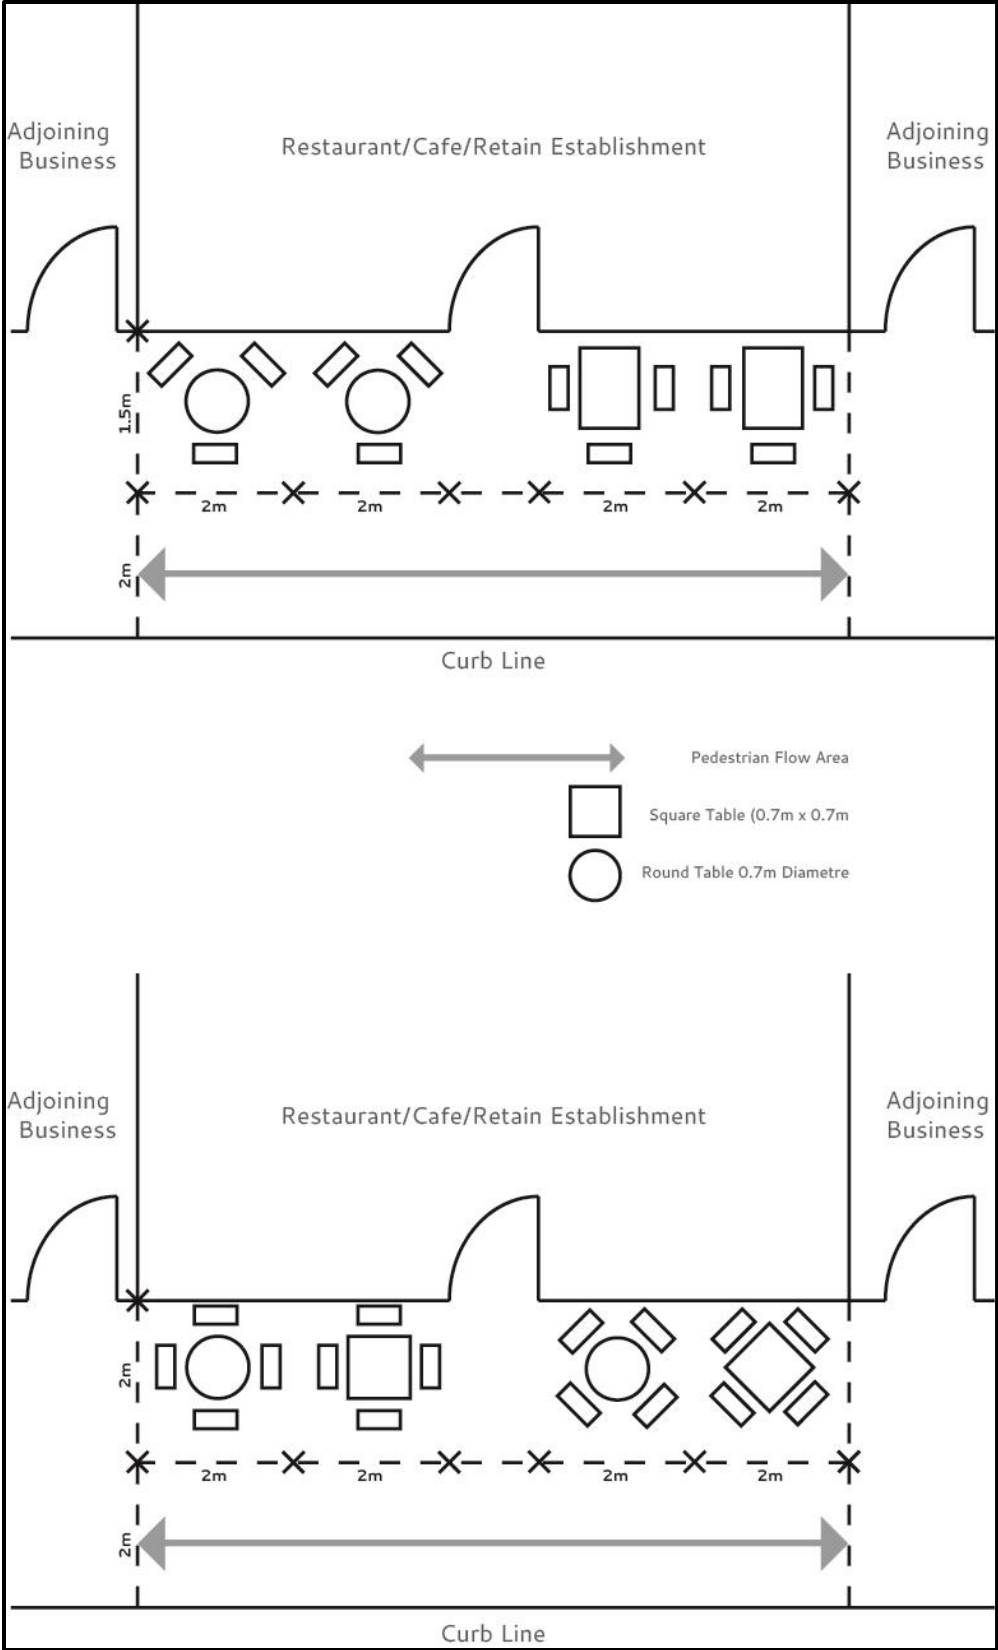 Adjoining
Business
Restaurant/Cafe/Retain Establishment
Adjoining
Business
1.5m
2m
2m
2m
2m
2m
Curb Line
Pedestrian Flow Area
Square Table (0.7m x 0.7m
Round Table 0.7m Diametre
Adjoining
Business
Restaurant/Cafe/Retain Establishment
Adjoining
Business
2m
2m
2m
2m
2m
2m
Curb Line